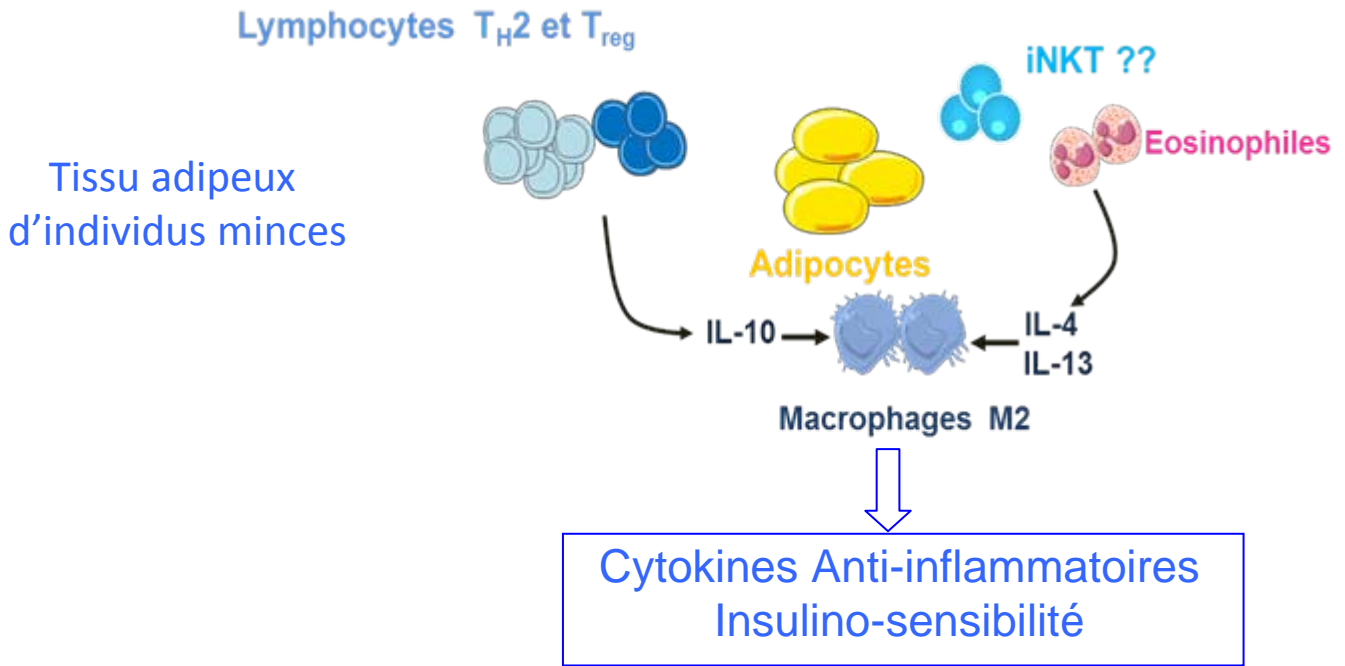 Lymphocytes TH2 et Treg
iNKT ??
Eosinophiles
Tissu adipeux
d’individus minces
Adipocytes
IL-10
IL-4
IL-13
Macrophages M2
Cytokines Anti-inflammatoires
Insulino-sensibilité